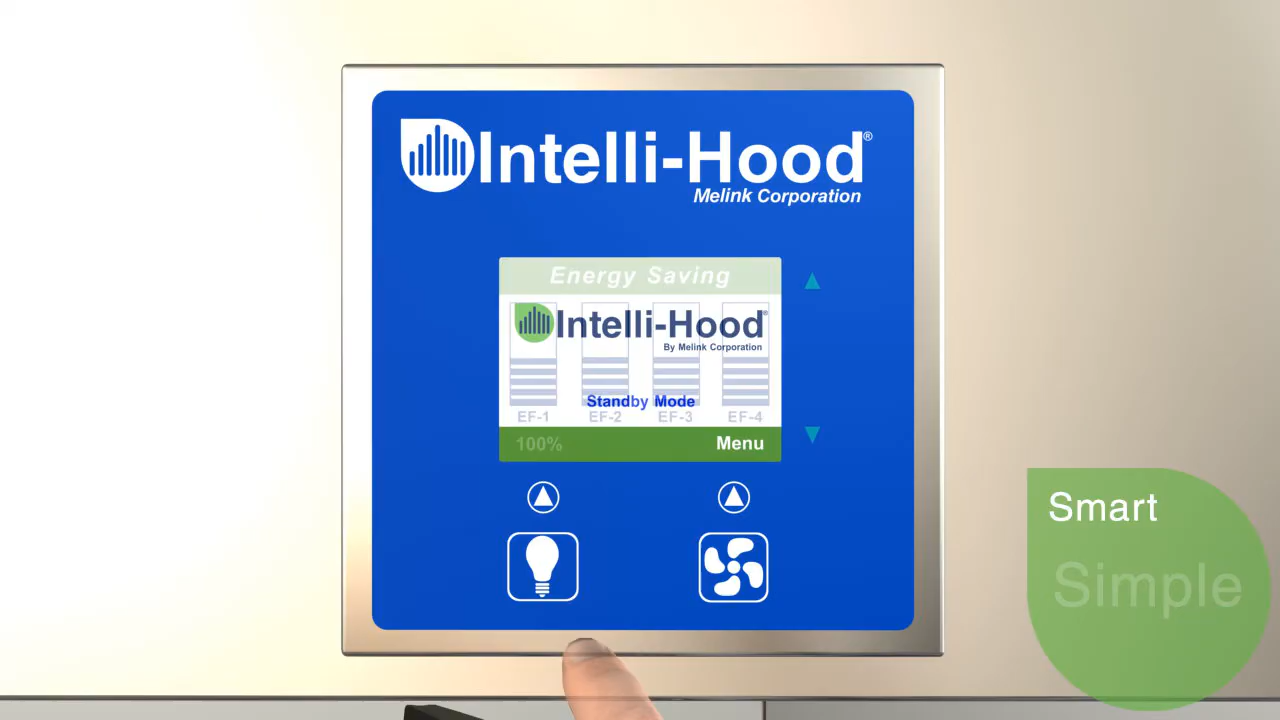 Intelli-Hood®
Melink Corporation
Energy Saving
Intelli-Hood®
By Melink Corporation
Standby Mode
EF-1 EF-2 EF-3 EF-4
100% Menu
Smart
Simple